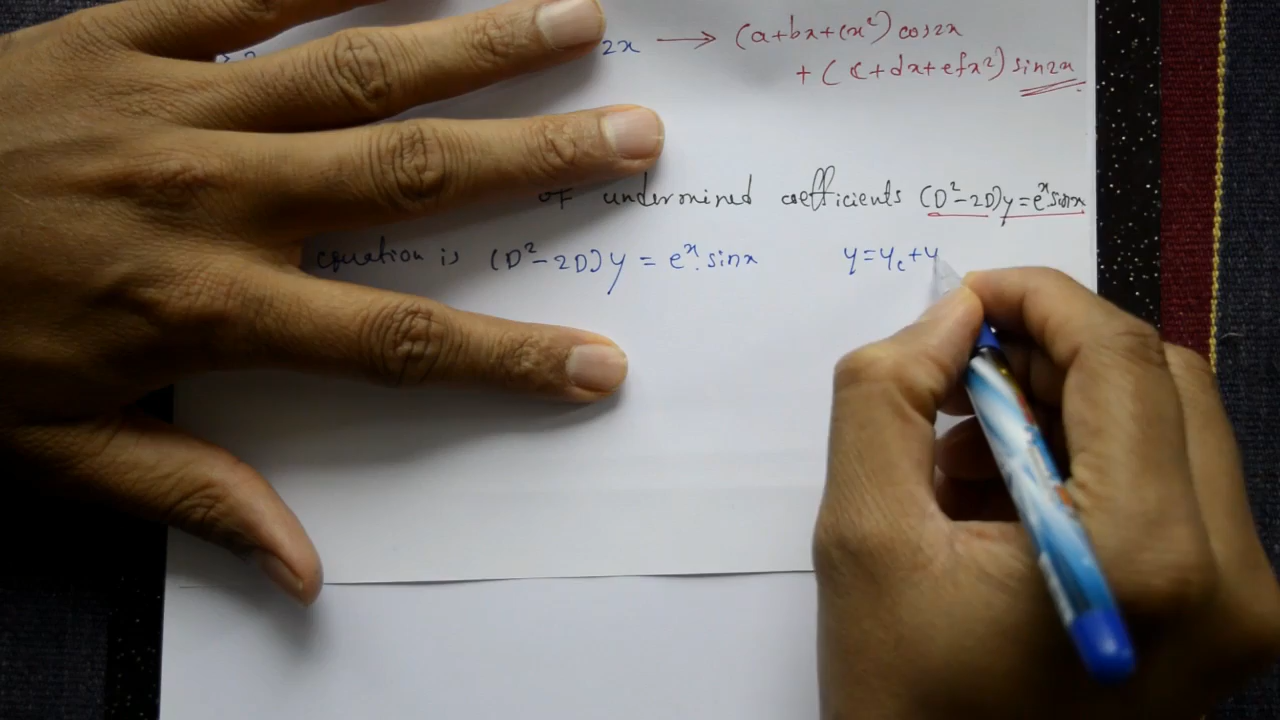 2x → (a+bx+cx²) cos2x
+ (c+dx+efx²) sin2x
of undermined coefficients (D²-2D)y=eˣsinx
equation is (D²-2D)y = eˣ.sinx y=y_c+y